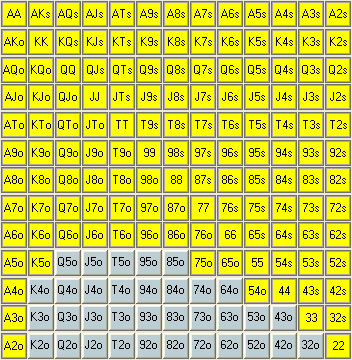 AA AKs AQs AJs ATs A9s A8s A7s A6s A5s A4s A3s A2s
AKo KK KQs KJs KTs K9s K8s K7s K6s K5s K4s K3s K2s
AQo KQo QQ QJs QTs Q9s Q8s Q7s Q6s Q5s Q4s Q3s Q2s
AJo KJo QJo JJ JTs J9s J8s J7s J6s J5s J4s J3s J2s
ATo KTo QTo JTo TT T9s T8s T7s T6s T5s T4s T3s T2s
A9o K9o Q9o J9o T9o 99 98s 97s 96s 95s 94s 93s 92s
A8o K8o Q8o J8o T8o 98o 88 87s 86s 85s 84s 83s 82s
A7o K7o Q7o J7o T7o 97o 87o 77 76s 75s 74s 73s 72s
A6o K6o Q6o J6o T6o 96o 86o 76o 66 65s 64s 63s 62s
A5o K5o Q5o J5o T5o 95o 85o 75o 65o 55 54s 53s 52s
A4o K4o Q4o J4o T4o 94o 84o 74o 64o 54o 44 43s 42s
A3o K3o Q3o J3o T3o 93o 83o 73o 63o 53o 43o 33 32s
A2o K2o Q2o J2o T2o 92o 82o 72o 62o 52o 42o 32o 22